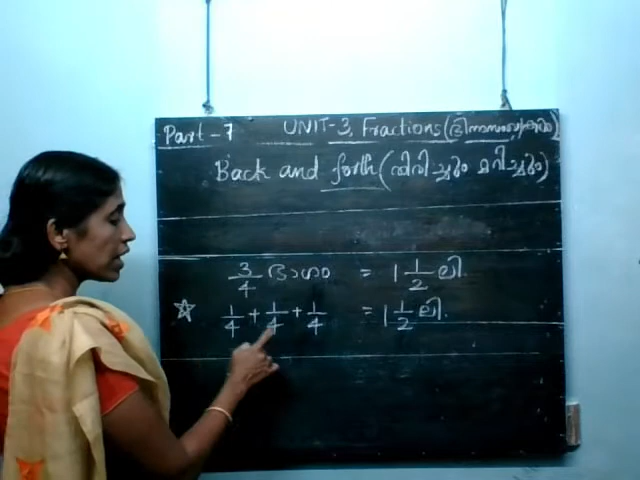 Part - 7 UNIT-3, Fractions (ഭിന്നസംഖ്യകൾ)
Back and forth (തിരിച്ചും മറിച്ചും)
3/4 ഭാഗം = 1 1/2 ലി.
☆ 1/4 + 1/4 + 1/4 = 1 1/2 ലി.